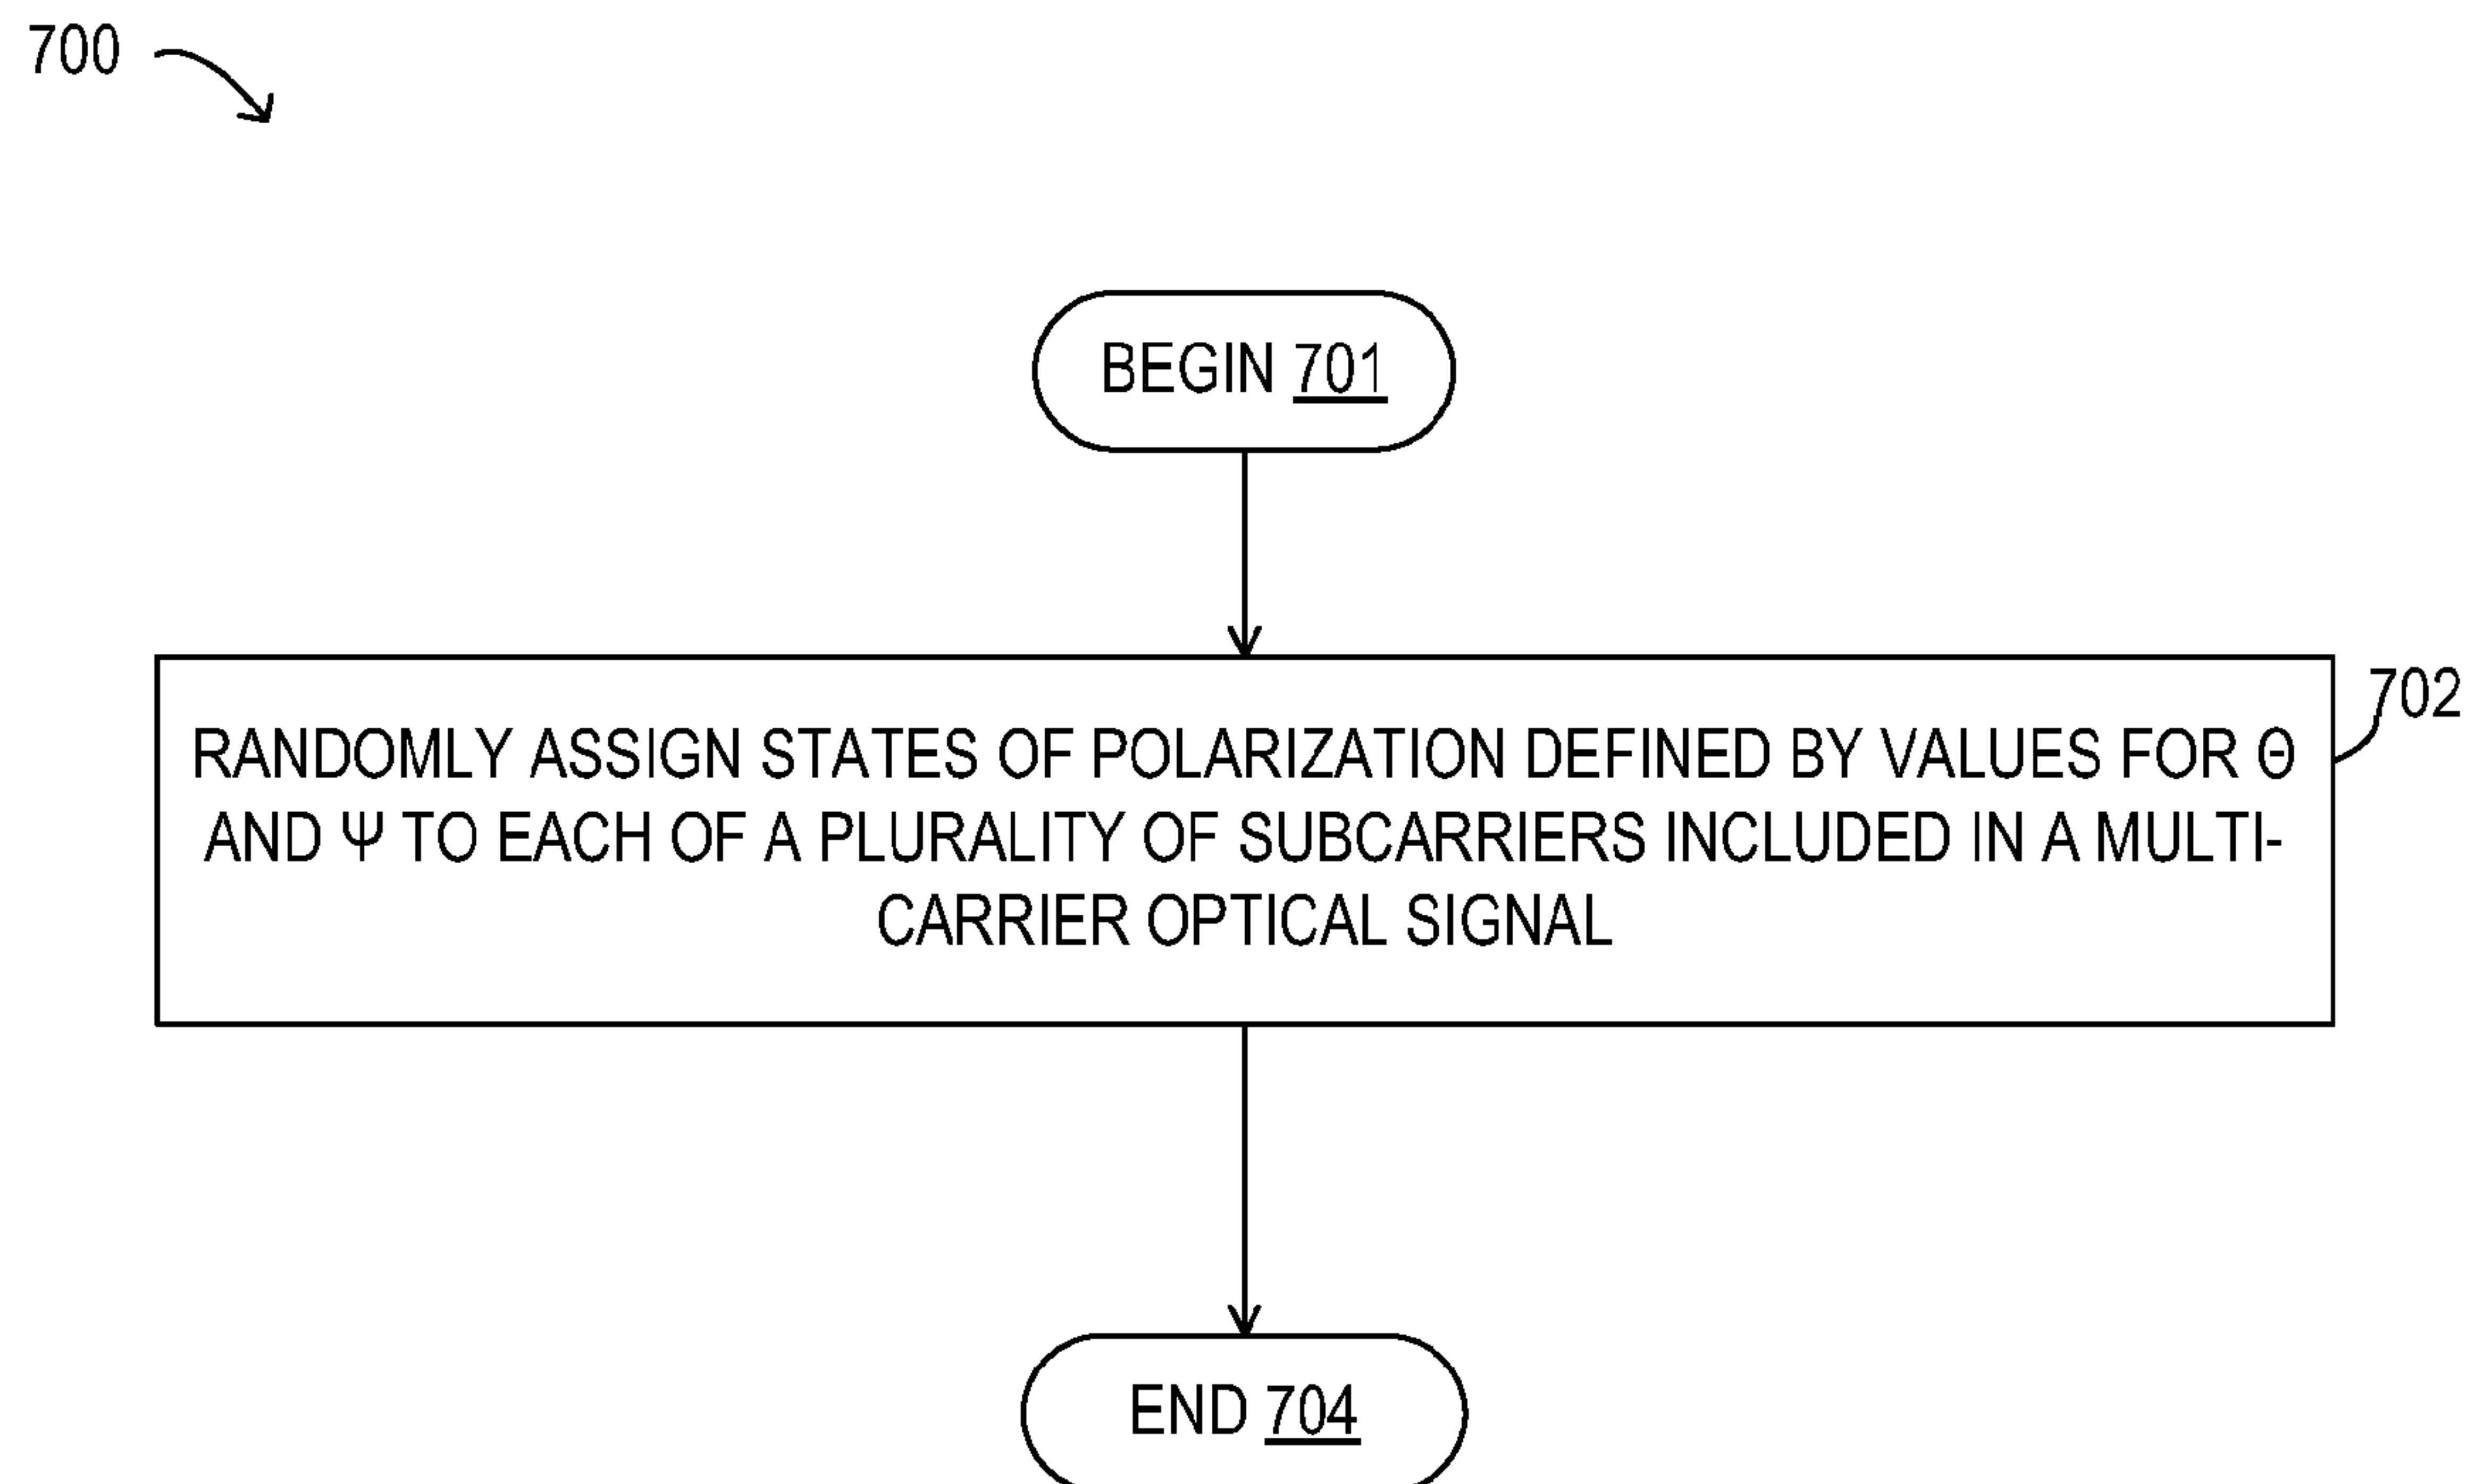 700
BEGIN 701
702
RANDOMLY ASSIGN STATES OF POLARIZATION DEFINED BY VALUES FOR Θ
AND Ψ TO EACH OF A PLURALITY OF SUBCARRIERS INCLUDED IN A MULTI-
CARRIER OPTICAL SIGNAL
END 704